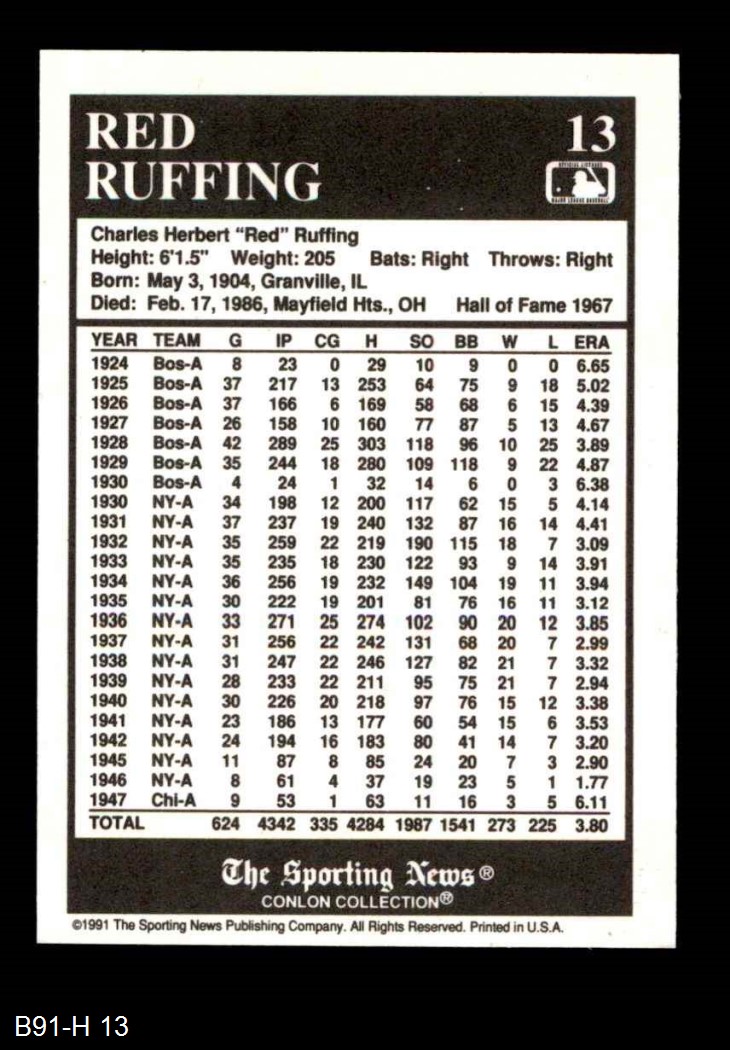 RED
RUFFING
13
OFFICIAL LICENSEE
MAJOR LEAGUE BASEBALL
Charles Herbert "Red" Ruffing
Height: 6'1.5" Weight: 205 Bats: Right Throws: Right
Born: May 3, 1904, Granville, IL
Died: Feb. 17, 1986, Mayfield Hts., OH Hall of Fame 1967
YEAR TEAM G IP CG H SO BB W L ERA
1924 Bos-A 8 23 0 29 10 9 0 0 6.65
1925 Bos-A 37 217 13 253 64 75 9 18 5.02
1926 Bos-A 37 166 6 169 58 68 6 15 4.39
1927 Bos-A 26 158 10 160 77 87 5 13 4.67
1928 Bos-A 42 289 25 303 118 96 10 25 3.89
1929 Bos-A 35 244 18 280 109 118 9 22 4.87
1930 Bos-A 4 24 1 32 14 6 0 3 6.38
1930 NY-A 34 198 12 200 117 62 15 5 4.14
1931 NY-A 37 237 19 240 132 87 16 14 4.41
1932 NY-A 35 259 22 219 190 115 18 7 3.09
1933 NY-A 35 235 18 230 122 93 9 14 3.91
1934 NY-A 36 256 19 232 149 104 19 11 3.94
1935 NY-A 30 222 19 201 81 76 16 11 3.12
1936 NY-A 33 271 25 274 102 90 20 12 3.85
1937 NY-A 31 256 22 242 131 68 20 7 2.99
1938 NY-A 31 247 22 246 127 82 21 7 3.32
1939 NY-A 28 233 22 211 95 75 21 7 2.94
1940 NY-A 30 226 20 218 97 76 15 12 3.38
1941 NY-A 23 186 13 177 60 54 15 6 3.53
1942 NY-A 24 194 16 183 80 41 14 7 3.20
1945 NY-A 11 87 8 85 24 20 7 3 2.90
1946 NY-A 8 61 4 37 19 23 5 1 1.77
1947 Chi-A 9 53 1 63 11 16 3 5 6.11
TOTAL 624 4342 335 4284 1987 1541 273 225 3.80
The Sporting News®
CONLON COLLECTION®
©1991 The Sporting News Publishing Company. All Rights Reserved. Printed in U.S.A.
B91-H 13